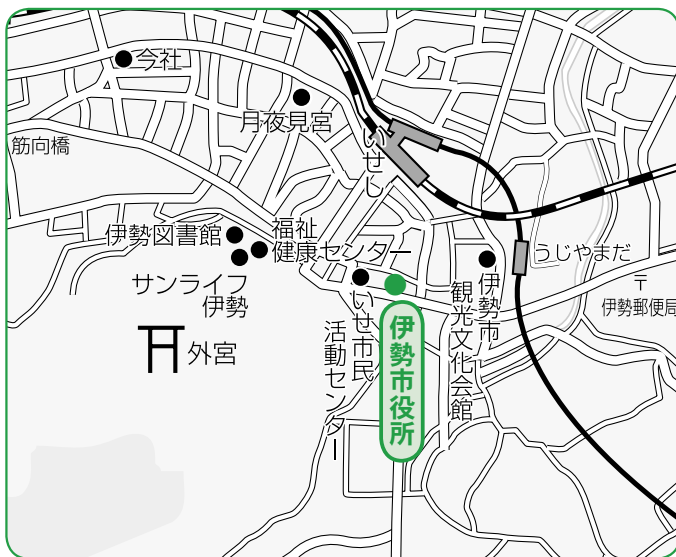 今社
月夜見宮
筋向橋
いせし
伊勢図書館
福祉
健康センター
サンライフ
伊勢
うじやまだ
〒
伊勢郵便局
外宮
いせ市民
活動センター
伊勢市役所
伊勢市
観光文化会館